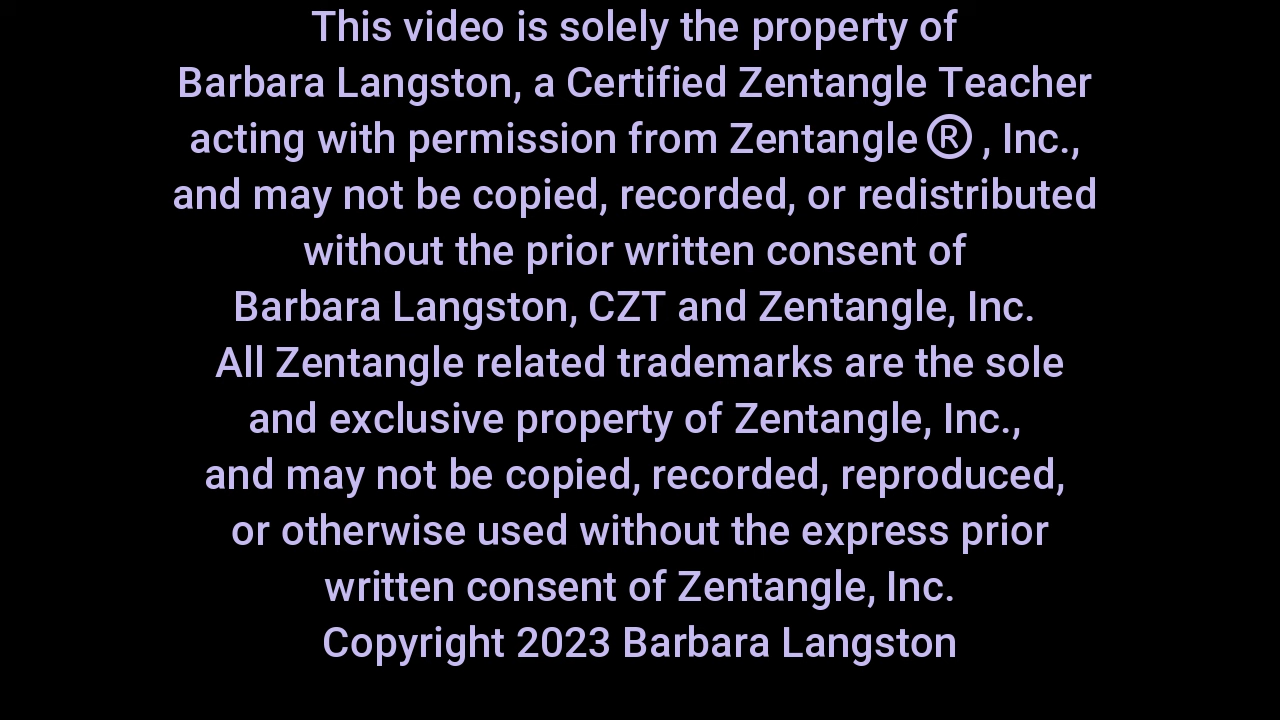 This video is solely the property of
Barbara Langston, a Certified Zentangle Teacher
acting with permission from Zentangle ® , Inc.,
and may not be copied, recorded, or redistributed
without the prior written consent of
Barbara Langston, CZT and Zentangle, Inc.
All Zentangle related trademarks are the sole
and exclusive property of Zentangle, Inc.,
and may not be copied, recorded, reproduced,
or otherwise used without the express prior
written consent of Zentangle, Inc.
Copyright 2023 Barbara Langston